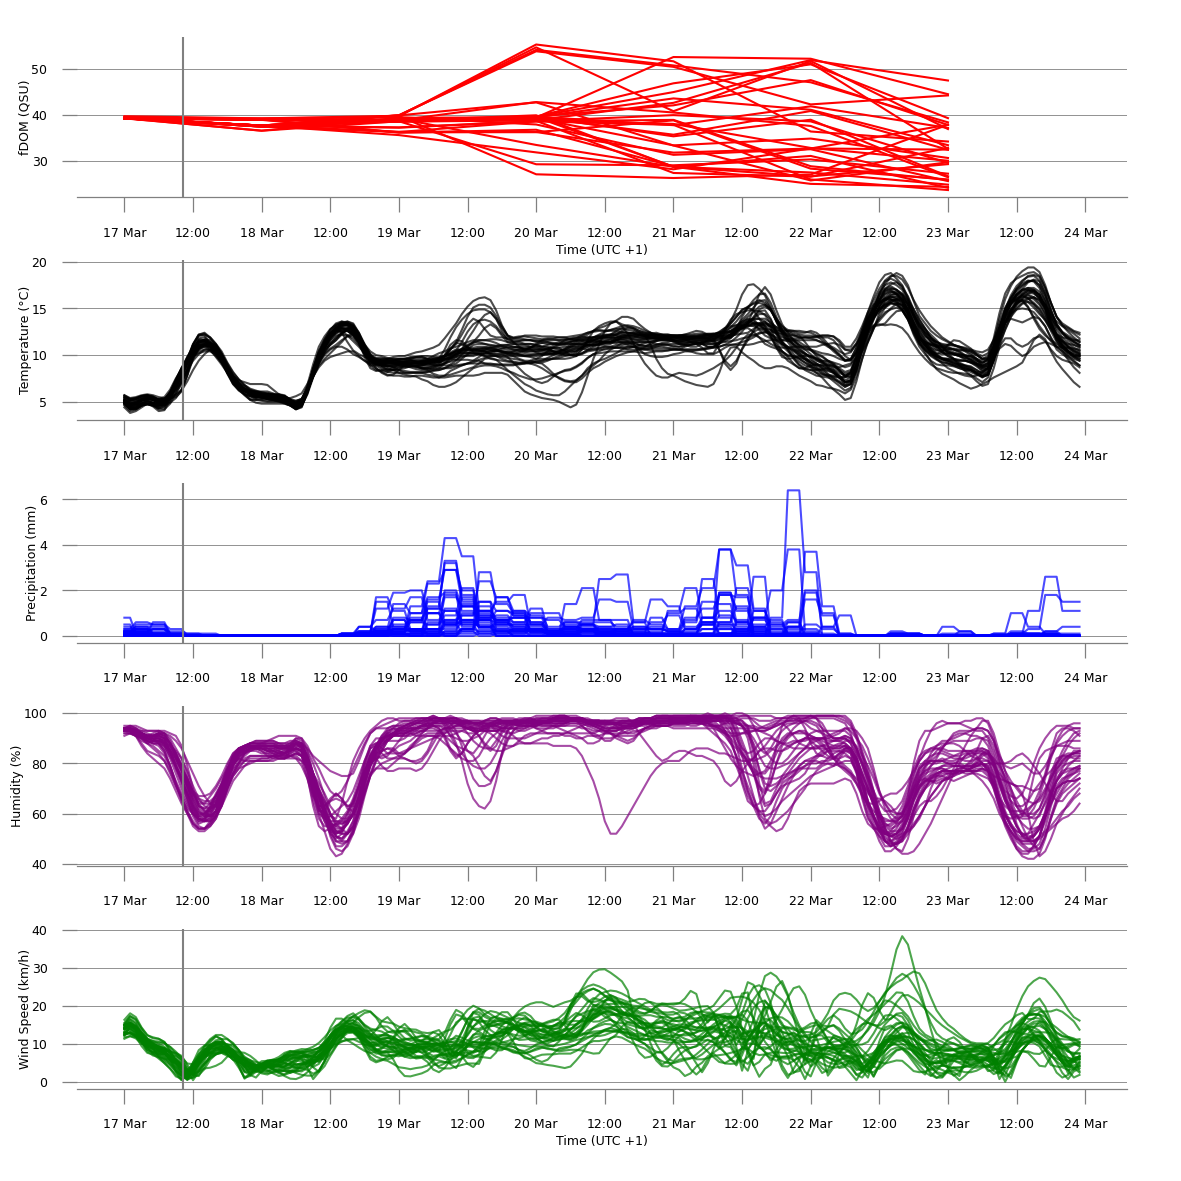 50
40
30
fDOM (QSU)
17 Mar 12:00 18 Mar 12:00 19 Mar 12:00 20 Mar 12:00 21 Mar 12:00 22 Mar 12:00 23 Mar 12:00 24 Mar
Time (UTC +1)
20
15
10
5
Temperature (°C)
17 Mar 12:00 18 Mar 12:00 19 Mar 12:00 20 Mar 12:00 21 Mar 12:00 22 Mar 12:00 23 Mar 12:00 24 Mar
6
4
2
0
Precipitation (mm)
17 Mar 12:00 18 Mar 12:00 19 Mar 12:00 20 Mar 12:00 21 Mar 12:00 22 Mar 12:00 23 Mar 12:00 24 Mar
100
80
60
40
Humidity (%)
17 Mar 12:00 18 Mar 12:00 19 Mar 12:00 20 Mar 12:00 21 Mar 12:00 22 Mar 12:00 23 Mar 12:00 24 Mar
40
30
20
10
0
Wind Speed (km/h)
17 Mar 12:00 18 Mar 12:00 19 Mar 12:00 20 Mar 12:00 21 Mar 12:00 22 Mar 12:00 23 Mar 12:00 24 Mar
Time (UTC +1)